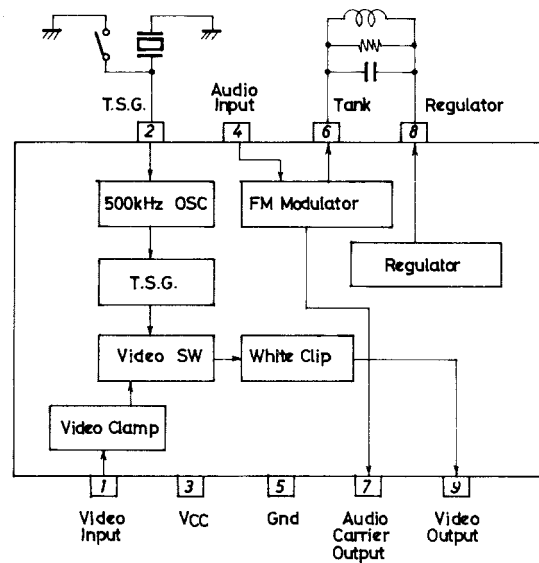 Audio
Input
T.S.G.
Tank
Regulator
2
4
6
8
500kHz OSC
FM Modulator
Regulator
T.S.G.
Video SW
White Clip
Video Clamp
1
3
5
7
9
Video
Input
VCC
Gnd
Audio
Carrier
Output
Video
Output